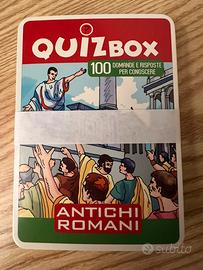 QUIZBOX
100 DOMANDE E RISPOSTE
PER CONOSCERE
ANTICHI
ROMANI
subito